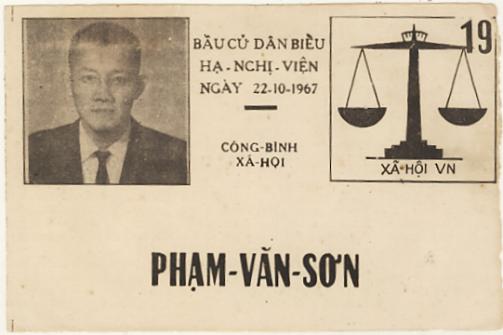 BẦU CỬ DÂN BIỂU
HẠ-NGHỊ-VIỆN
NGÀY 22-10-1967
CÔNG-BÌNH
XÃ-HỘI
19
XÃ HỘI VN
PHẠM-VĂN-SƠN